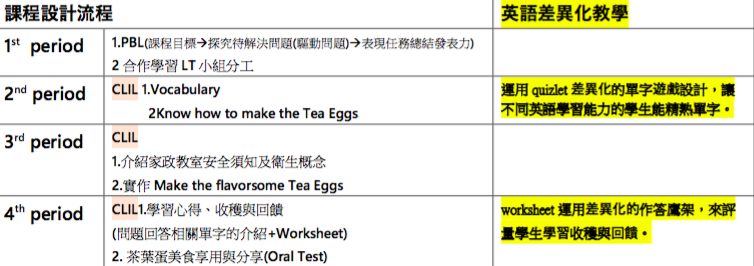 課程設計流程
英語差異化教學
1st period
1.PBL(課程目標→探究待解決問題(驅動問題)→表現任務總結發表力)
2 合作學習 LT 小組分工
2nd period
CLIL 1.Vocabulary
2Know how to make the Tea Eggs
運用 quizlet 差異化的單字遊戲設計，讓
不同英語學習能力的學生能精熟單字。
3rd period
CLIL
1.介紹家政教室安全須知及衛生概念
2.實作 Make the flavorsome Tea Eggs
4th period
CLIL1.學習心得、收穫與回饋
(問題回答相關單字的介紹+Worksheet)
2. 茶葉蛋美食享用與分享(Oral Test)
worksheet 運用差異化的作答鷹架，來評
量學生學習收穫與回饋。